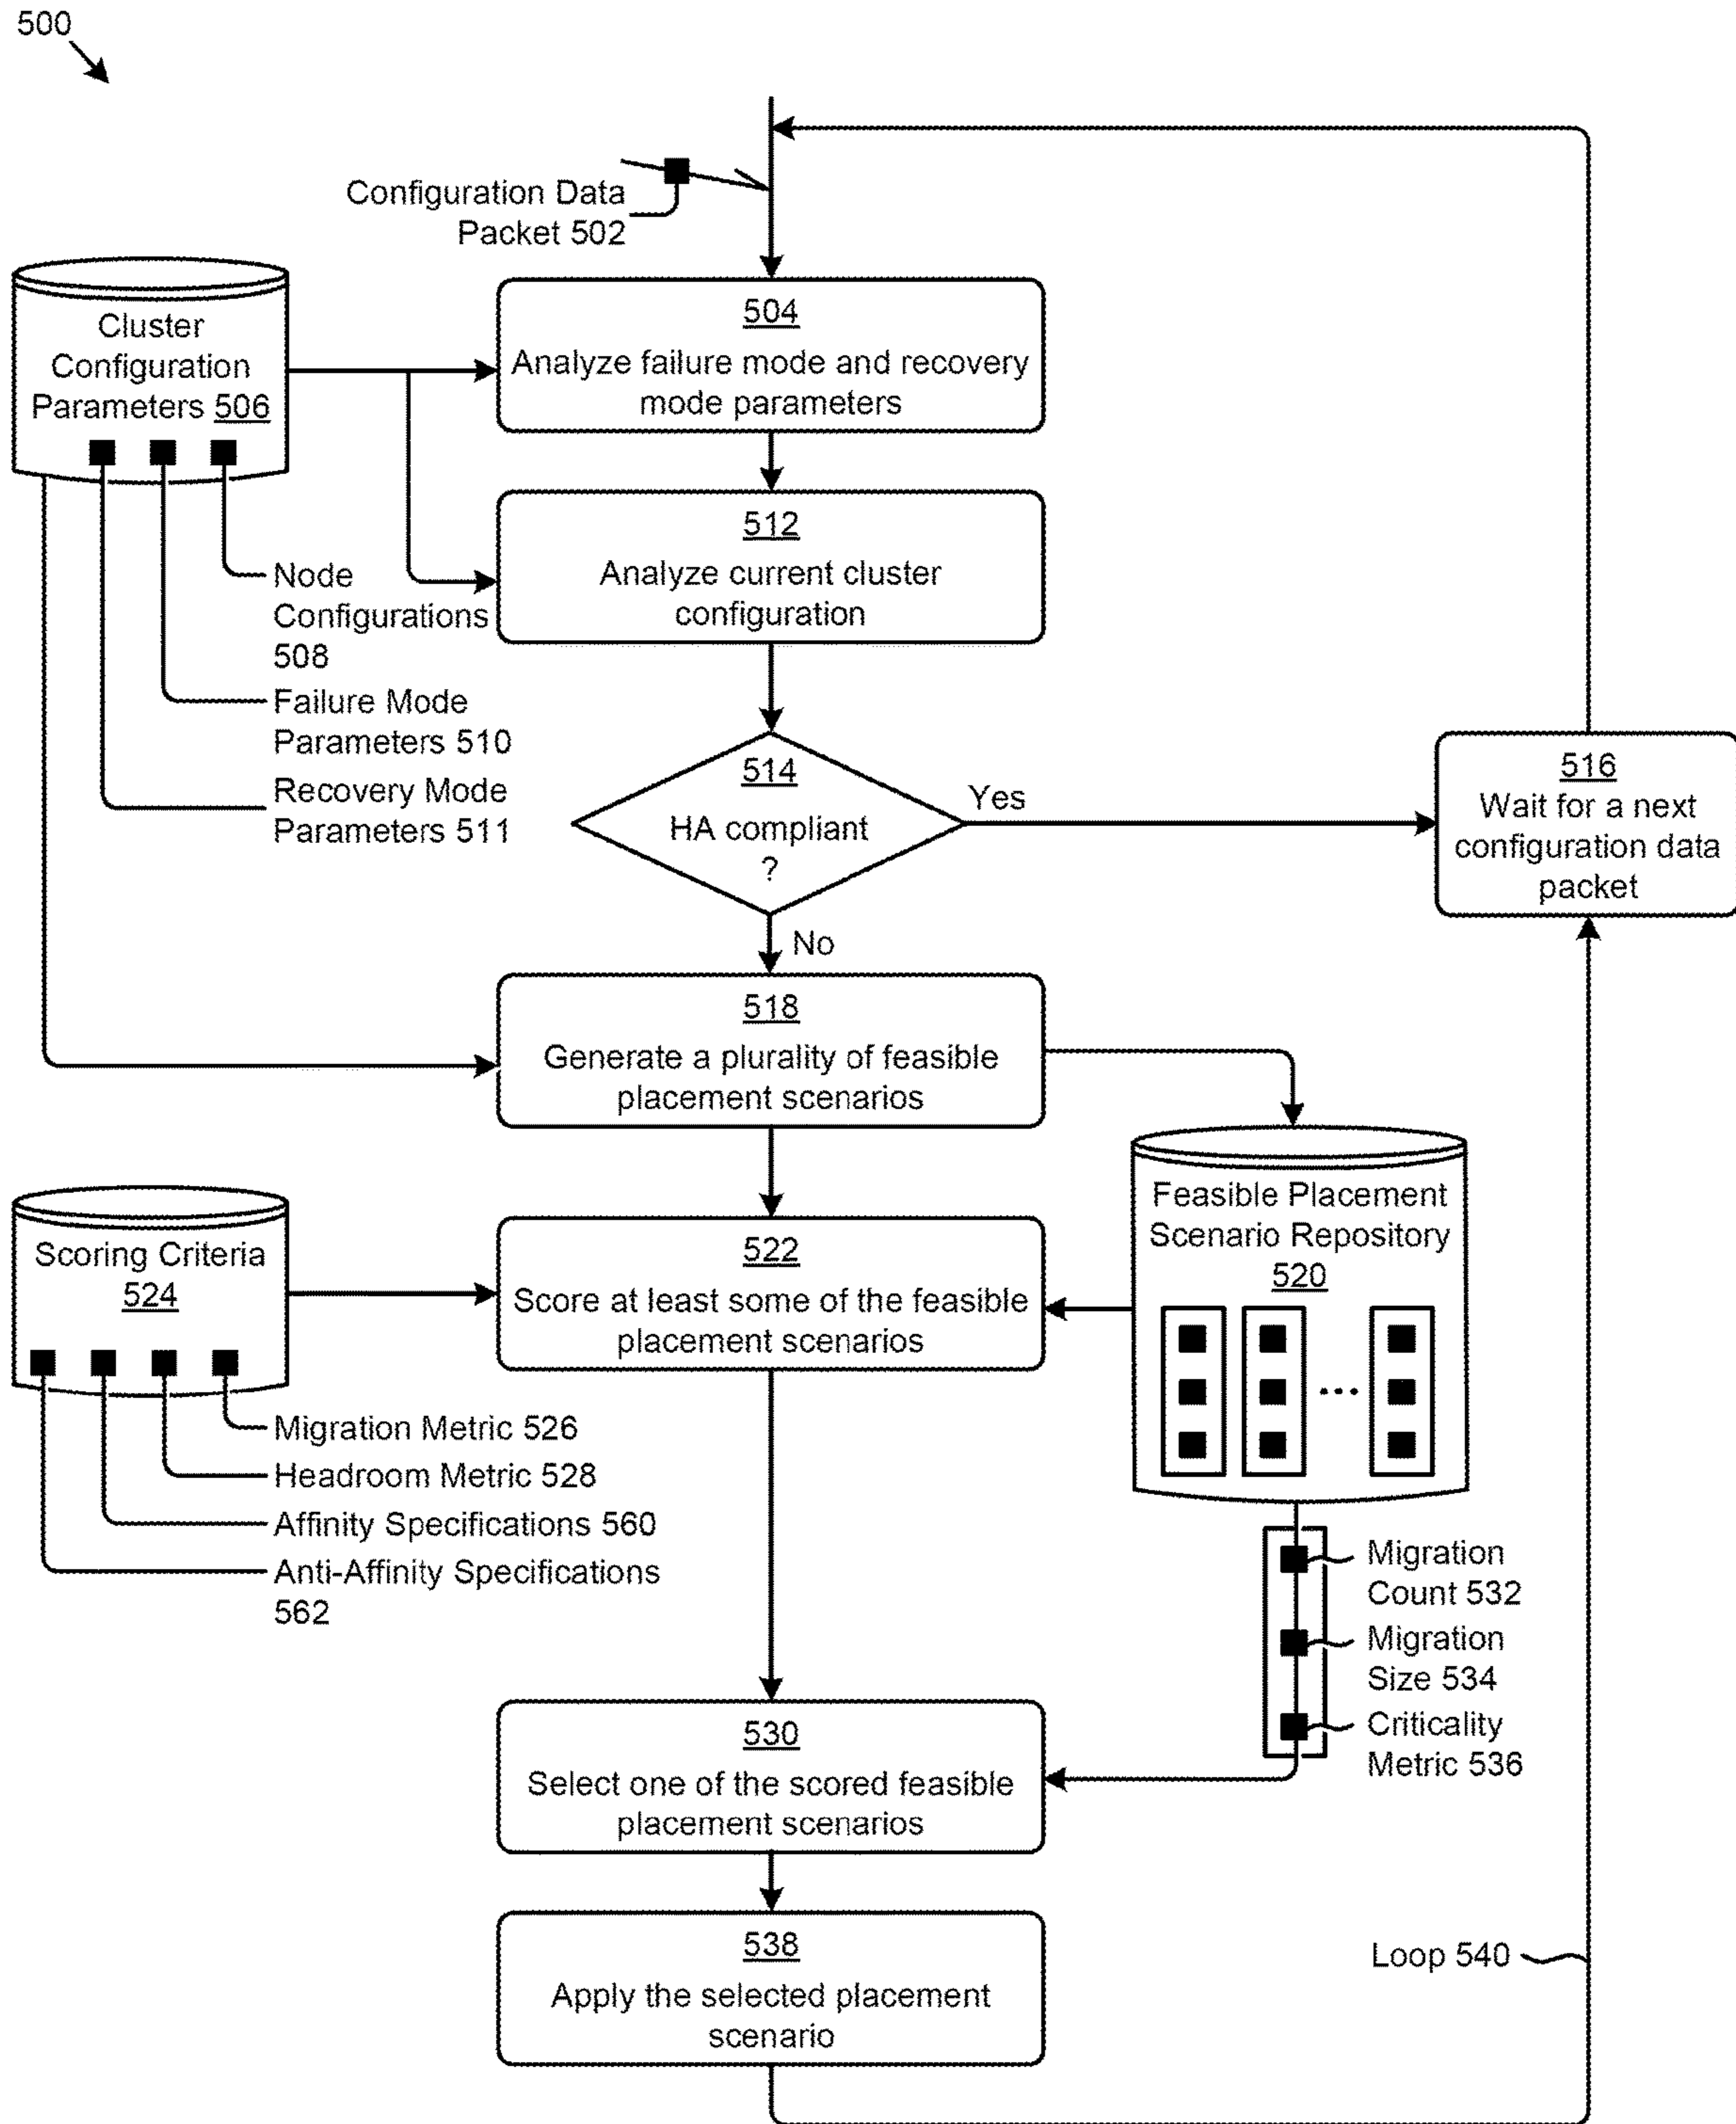 500
Configuration Data
Packet 502
Cluster
Configuration
Parameters 506
504
Analyze failure mode and recovery
mode parameters
512
Analyze current cluster
configuration
Node
Configurations
508
Failure Mode
Parameters 510
Recovery Mode
Parameters 511
514
HA compliant
?
Yes
No
516
Wait for a next
configuration data
packet
518
Generate a plurality of feasible
placement scenarios
Feasible Placement
Scenario Repository
520
Scoring Criteria
524
522
Score at least some of the feasible
placement scenarios
Migration Metric 526
Headroom Metric 528
Affinity Specifications 560
Anti-Affinity Specifications
562
Migration
Count 532
Migration
Size 534
Criticality
Metric 536
530
Select one of the scored feasible
placement scenarios
538
Apply the selected placement
scenario
Loop 540